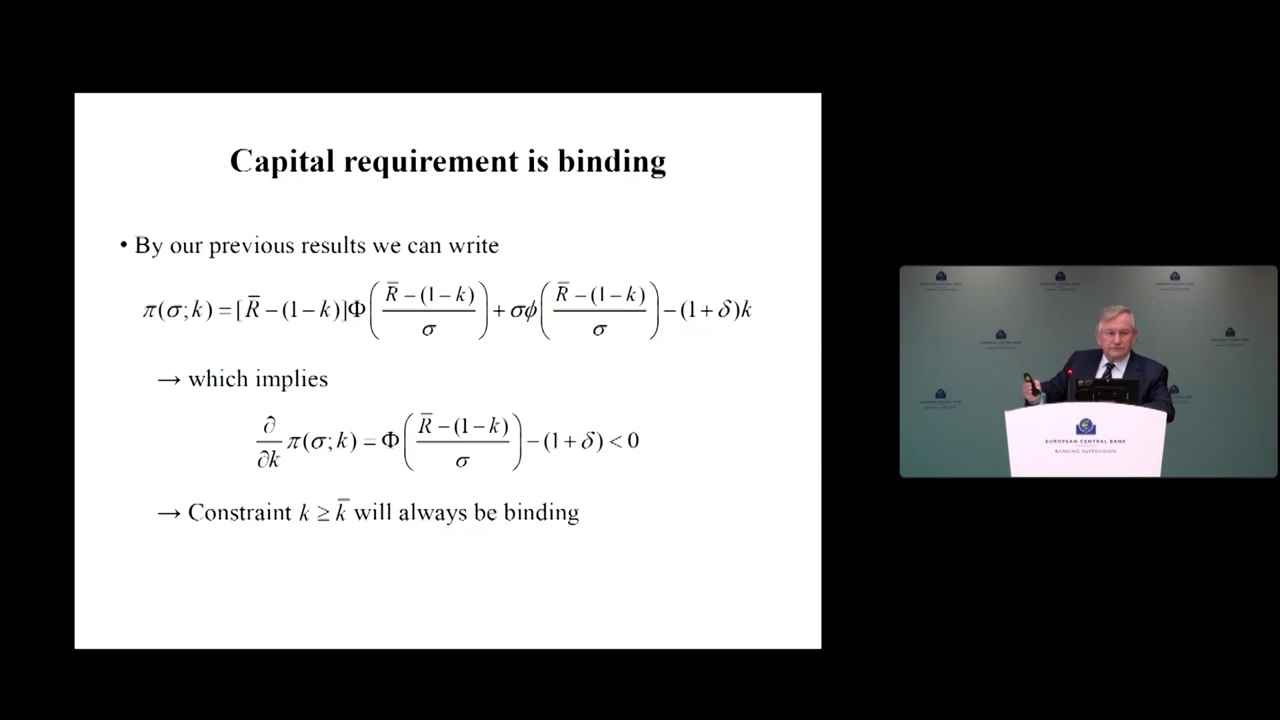 Capital requirement is binding
• By our previous results we can write
π(σ;k) = [R̅ − (1 − k)]Φ((R̅ − (1 − k))/σ) + σϕ((R̅ − (1 − k))/σ) − (1 + δ)k
→ which implies
∂/∂k π(σ;k) = Φ((R̅ − (1 − k))/σ) − (1 + δ) < 0
→ Constraint k ≥ k̅ will always be binding
EUROPEAN CENTRAL BANK
BANKING SUPERVISION